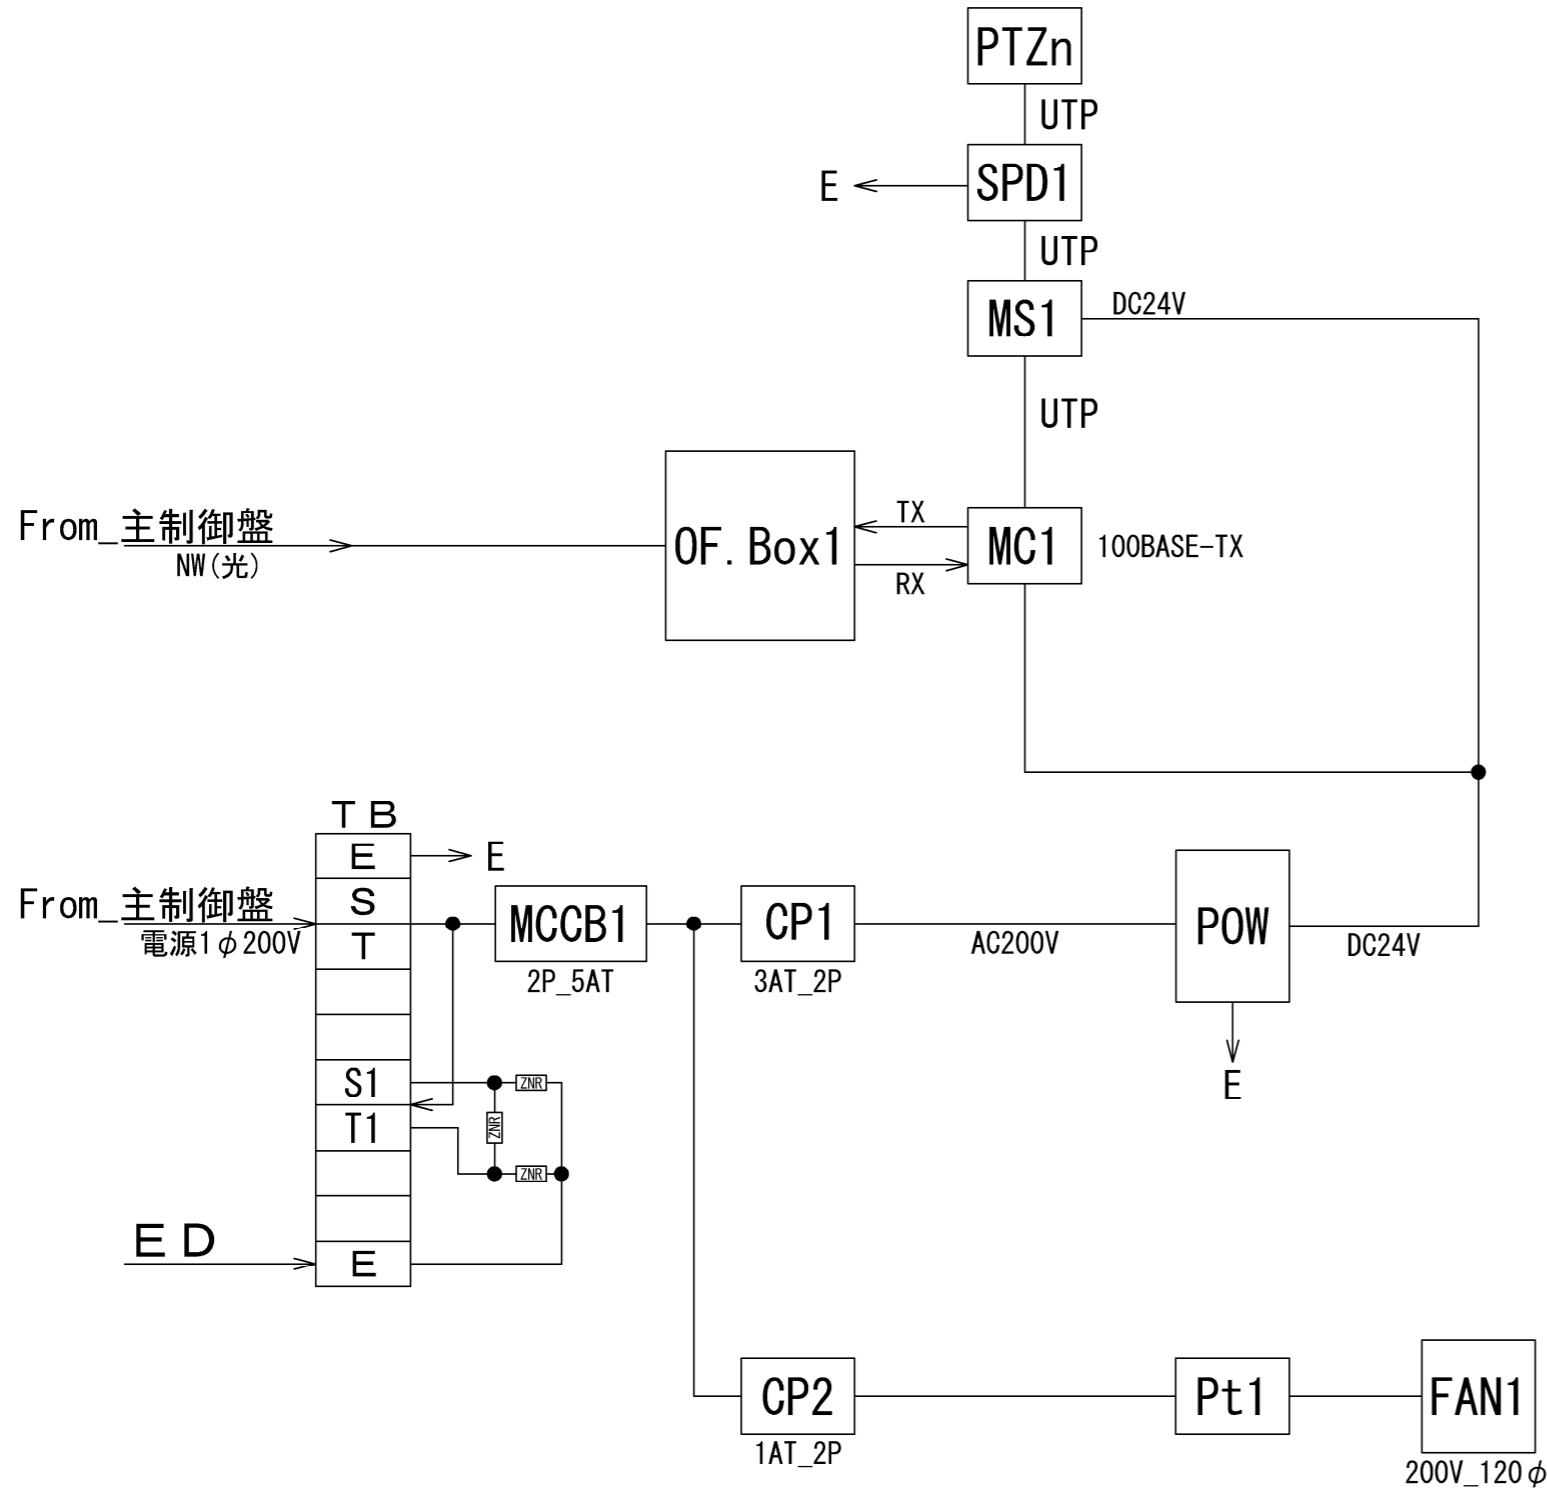 PTZn
UTP
E
SPD1
UTP
MS1
DC24V
UTP
From_主制御盤
NW(光)
OF.Box1
TX
RX
MC1
100BASE-TX
ＴＢ
E
E
From_主制御盤
電源1φ200V
S
T
MCCB1
2P_5AT
CP1
3AT_2P
AC200V
POW
DC24V
E
S1
ZNR
ZNR
T1
ZNR
ＥＤ
E
CP2
1AT_2P
Pt1
FAN1
200V_120φ